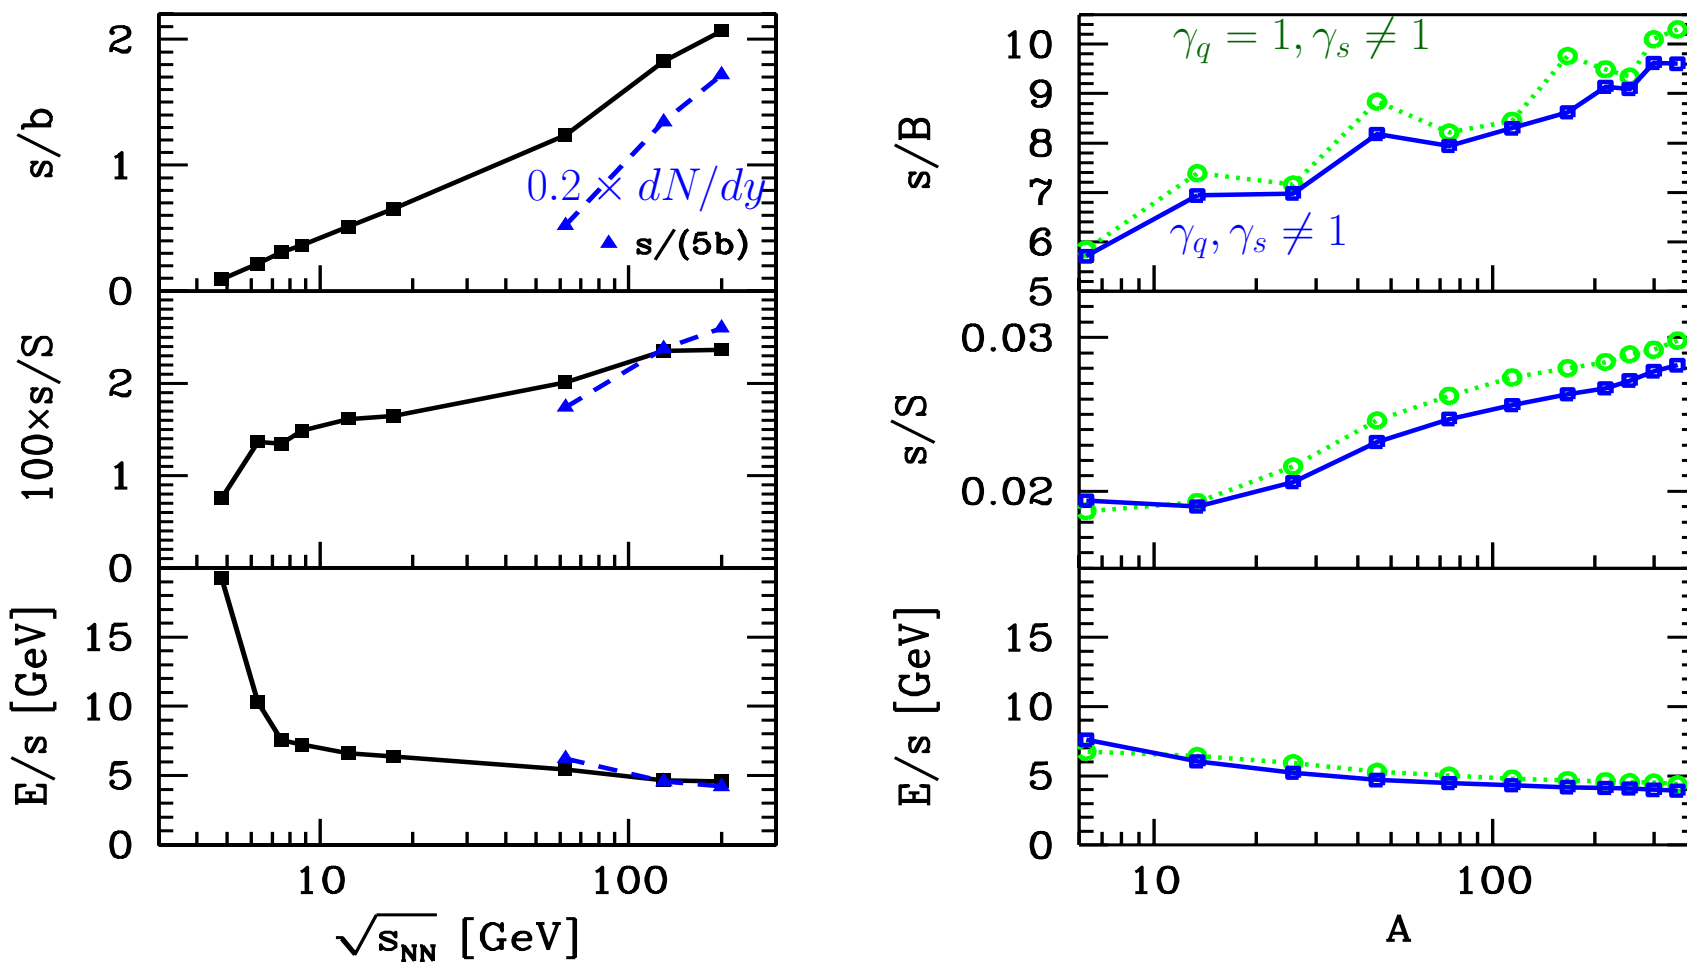 2
1
0
s/b
0.2 × dN/dy
s/(5b)
2
1
0
100×s/S
15
10
5
0
E/s [GeV]
10 100
√s_NN [GeV]
10
9
8
7
6
5
s/B
γ_q = 1, γ_s ≠ 1
γ_q, γ_s ≠ 1
0.03
0.02
s/S
15
10
5
0
E/s [GeV]
10 100
A